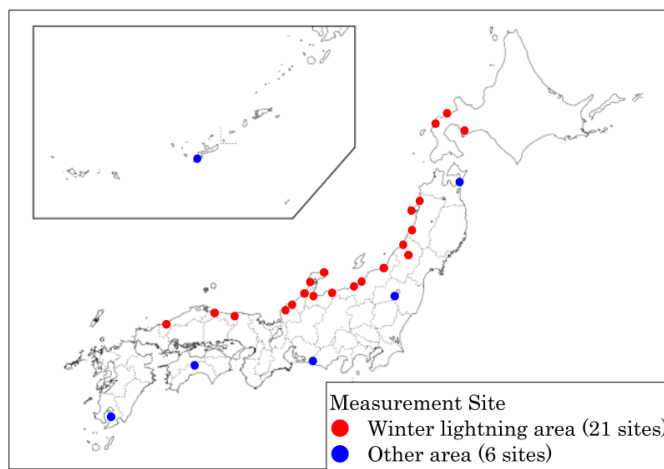 Measurement Site
Winter lightning area (21 sites)
Other area (6 sites)